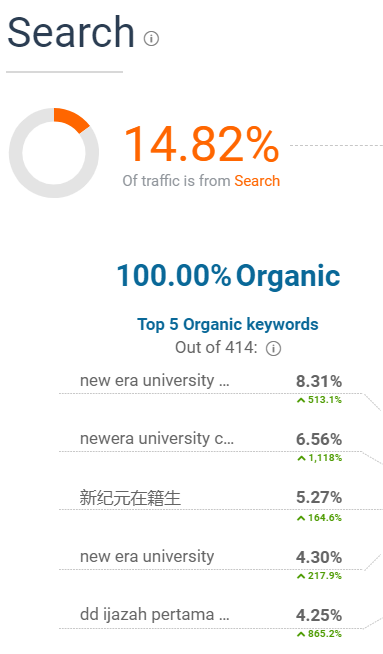 Search
14.82%
Of traffic is from Search
100.00% Organic
Top 5 Organic keywords
Out of 414:
new era university ... 8.31%
513.1%
newera university c... 6.56%
1,118%
新纪元在籍生 5.27%
164.6%
new era university 4.30%
217.9%
dd ijazah pertama ... 4.25%
865.2%